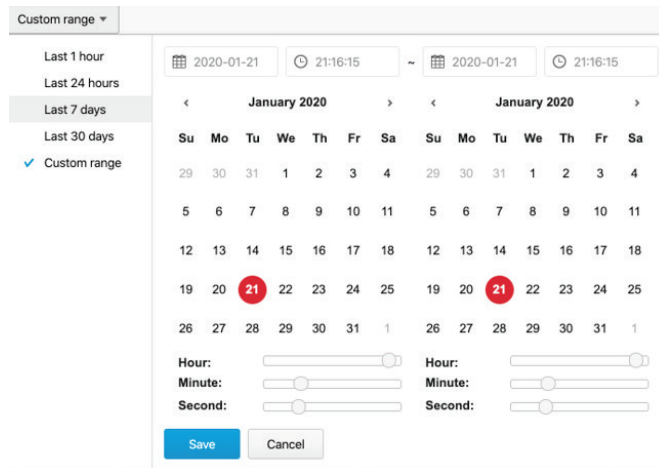 Custom range
Last 1 hour
Last 24 hours
Last 7 days
Last 30 days
Custom range
2020-01-21 21:16:15 ~ 2020-01-21 21:16:15
‹ January 2020 › ‹ January 2020 ›
Su Mo Tu We Th Fr Sa Su Mo Tu We Th Fr Sa
29 30 31 1 2 3 4 29 30 31 1 2 3 4
5 6 7 8 9 10 11 5 6 7 8 9 10 11
12 13 14 15 16 17 18 12 13 14 15 16 17 18
19 20 21 22 23 24 25 19 20 21 22 23 24 25
26 27 28 29 30 31 1 26 27 28 29 30 31 1
Hour: Hour:
Minute: Minute:
Second: Second:
Save Cancel